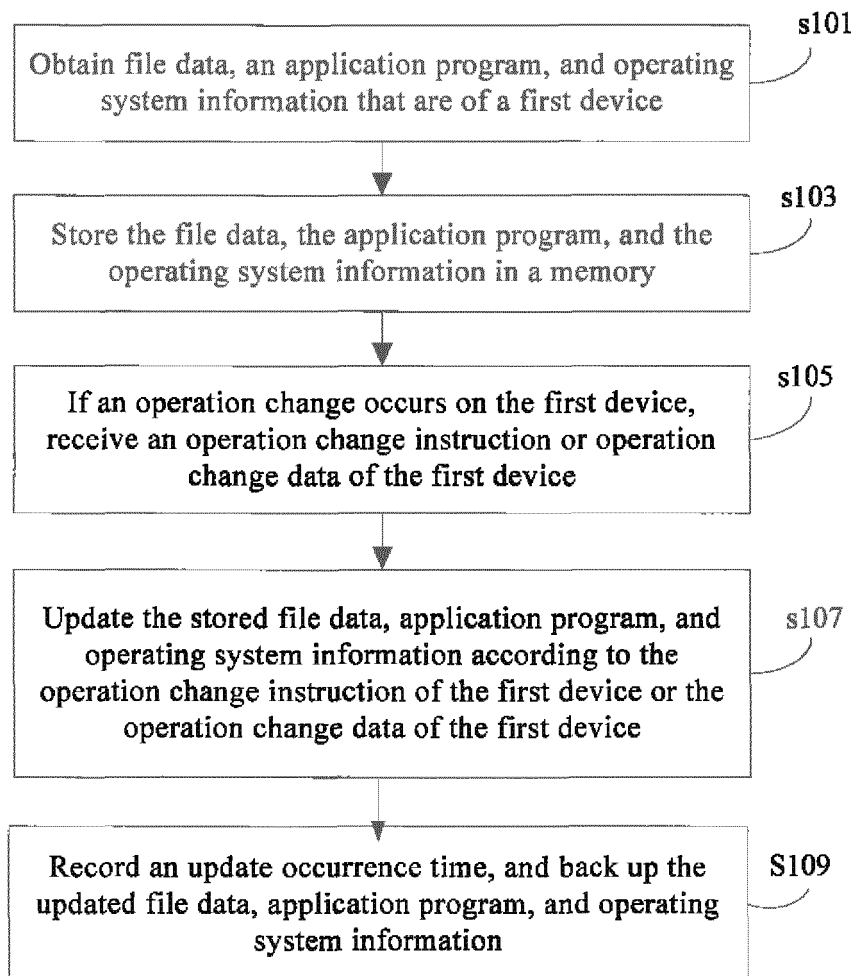 s101
Obtain file data, an application program, and operating
system information that are of a first device
s103
Store the file data, the application program, and the
operating system information in a memory
s105
If an operation change occurs on the first device,
receive an operation change instruction or operation
change data of the first device
s107
Update the stored file data, application program, and
operating system information according to the
operation change instruction of the first device or the
operation change data of the first device
S109
Record an update occurrence time, and back up the
updated file data, application program, and operating
system information